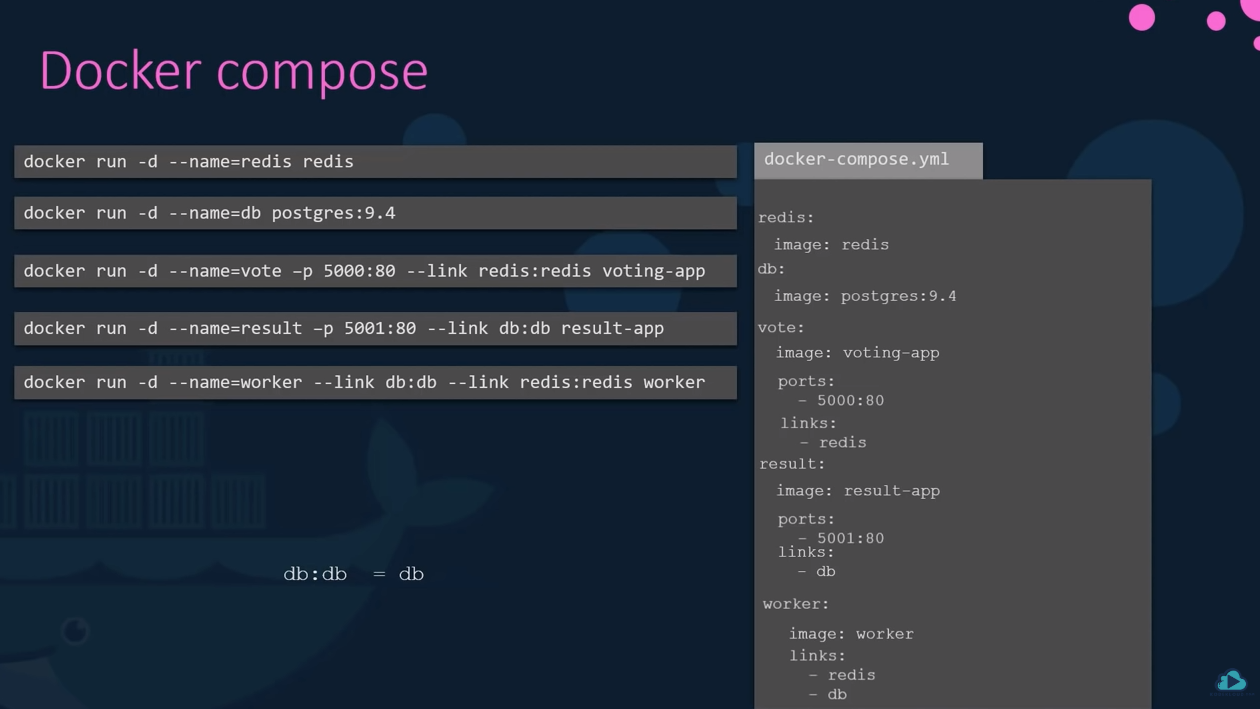 Docker compose
docker run -d --name=redis redis
docker run -d --name=db postgres:9.4
docker run -d --name=vote –p 5000:80 --link redis:redis voting-app
docker run -d --name=result –p 5001:80 --link db:db result-app
docker run -d --name=worker --link db:db --link redis:redis worker
db:db = db
docker-compose.yml
redis:
image: redis
db:
image: postgres:9.4
vote:
image: voting-app
ports:
- 5000:80
links:
- redis
result:
image: result-app
ports:
- 5001:80
links:
- db
worker:
image: worker
links:
- redis
- db